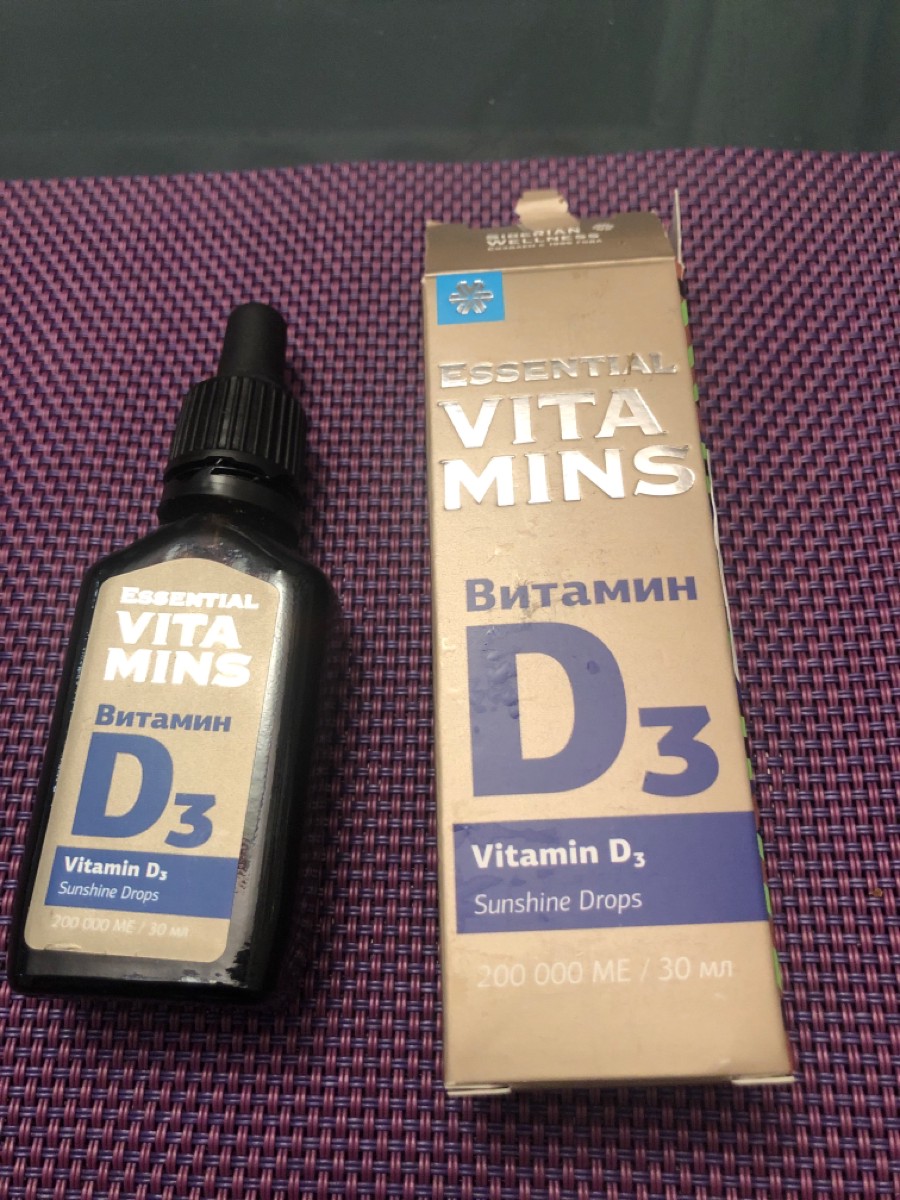 ESSENTIAL
VITA
MINS
Витамин
D3
Vitamin D3
Sunshine Drops
200 000 МЕ / 30 мл
SIBERIAN
WELLNESS
ESSENTIAL
VITA
MINS
Витамин
D3
Vitamin D3
Sunshine Drops
200 000 МЕ / 30 мл